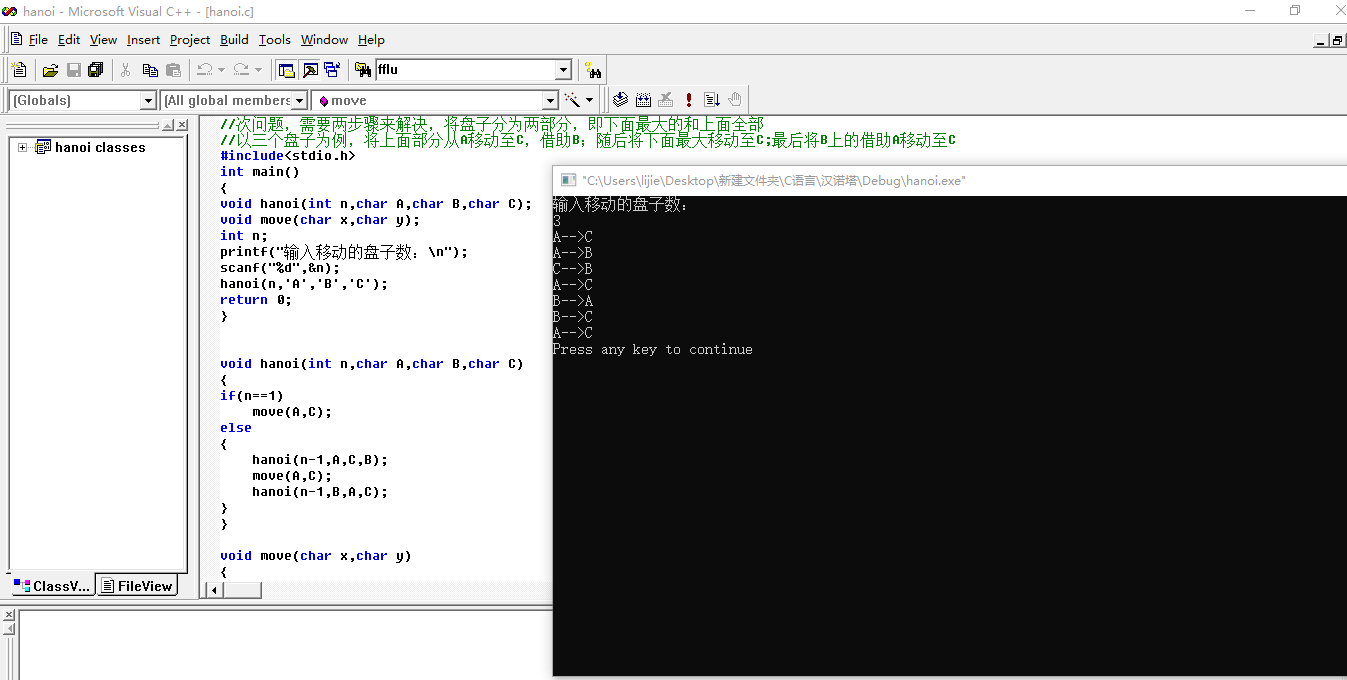 hanoi - Microsoft Visual C++ - [hanoi.c]
File Edit View Insert Project Build Tools Window Help
fflu
(Globals) (All global members move
hanoi classes
//次问题，需要两步骤来解决，将盘子分为两部分，即下面最大的和上面全部
//以三个盘子为例，将上面部分从A移动至C，借助B；随后将下面最大移动至C;最后将B上的借助A移动至C
#include<stdio.h>
int main()
{
void hanoi(int n,char A,char B,char C);
void move(char x,char y);
int n;
printf("输入移动的盘子数：\n");
scanf("%d",&n);
hanoi(n,'A','B','C');
return 0;
}
void hanoi(int n,char A,char B,char C)
{
if(n==1)
move(A,C);
else
{
hanoi(n-1,A,C,B);
move(A,C);
hanoi(n-1,B,A,C);
}
}
void move(char x,char y)
{
ClassV... FileView
"C:\Users\lijie\Desktop\新建文件夹\C语言\汉诺塔\Debug\hanoi.exe"
输入移动的盘子数：
3
A-->C
A-->B
C-->B
A-->C
B-->A
B-->C
A-->C
Press any key to continue